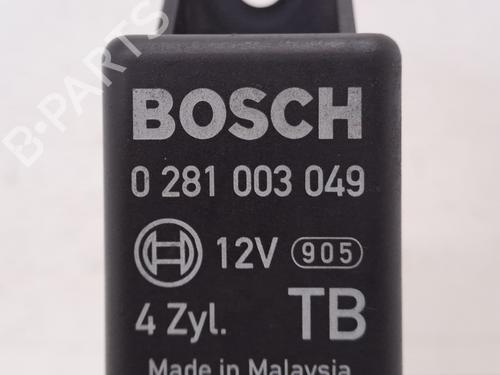 BOSCH
0 281 003 049
12V 905
4 Zyl. TB
Made in Malaysia
B-PARTS